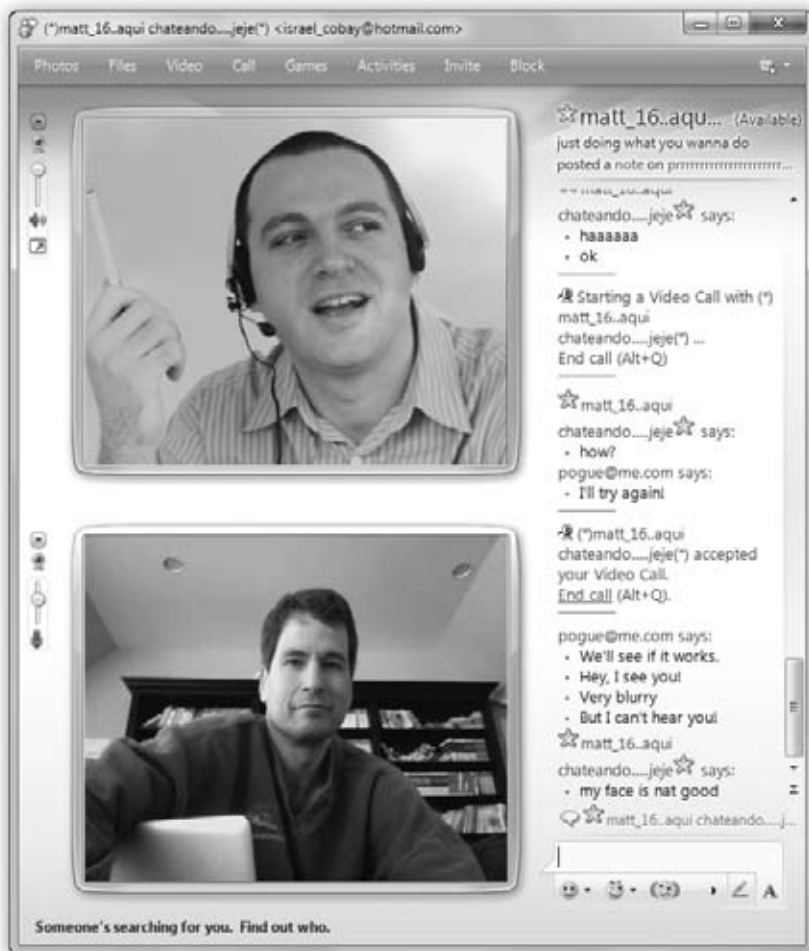 (*)matt_16..aqui chateando....jeje(*) <israel_cobay@hotmail.com>
Photos Files Video Call Games Activities Invite Block
matt_16..aqu... (Available)
just doing what you wanna do
posted a note on prrrrrrrrrrrrrrrrrrrrrr...
matt_16..aqui
chateando....jeje says:
haaaaaa
ok
Starting a Video Call with (*)
matt_16..aqui
chateando....jeje(*) ...
End call (Alt+Q)
matt_16..aqui
chateando....jeje says:
how?
pogue@me.com says:
I'll try again!
(*)matt_16..aqui
chateando....jeje(*) accepted
your Video Call.
End call (Alt+Q).
pogue@me.com says:
We'll see if it works.
Hey, I see you!
Very blurry
But I can't hear you!
matt_16..aqui
chateando....jeje says:
my face is nat good
matt_16..aqui chateando....j...
A
Someone's searching for you. Find out who.